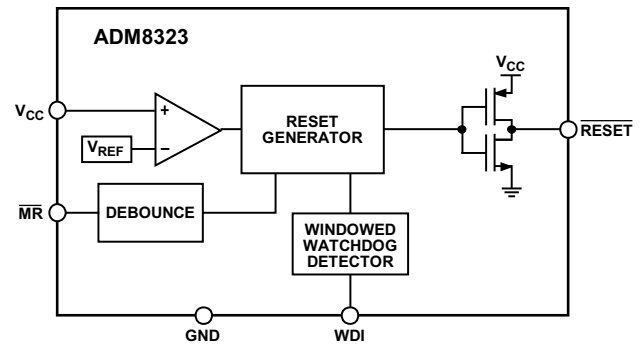 ADM8323
VCC
VREF
+
–
RESET
GENERATOR
VCC
RESET
MR
DEBOUNCE
WINDOWED
WATCHDOG
DETECTOR
GND
WDI